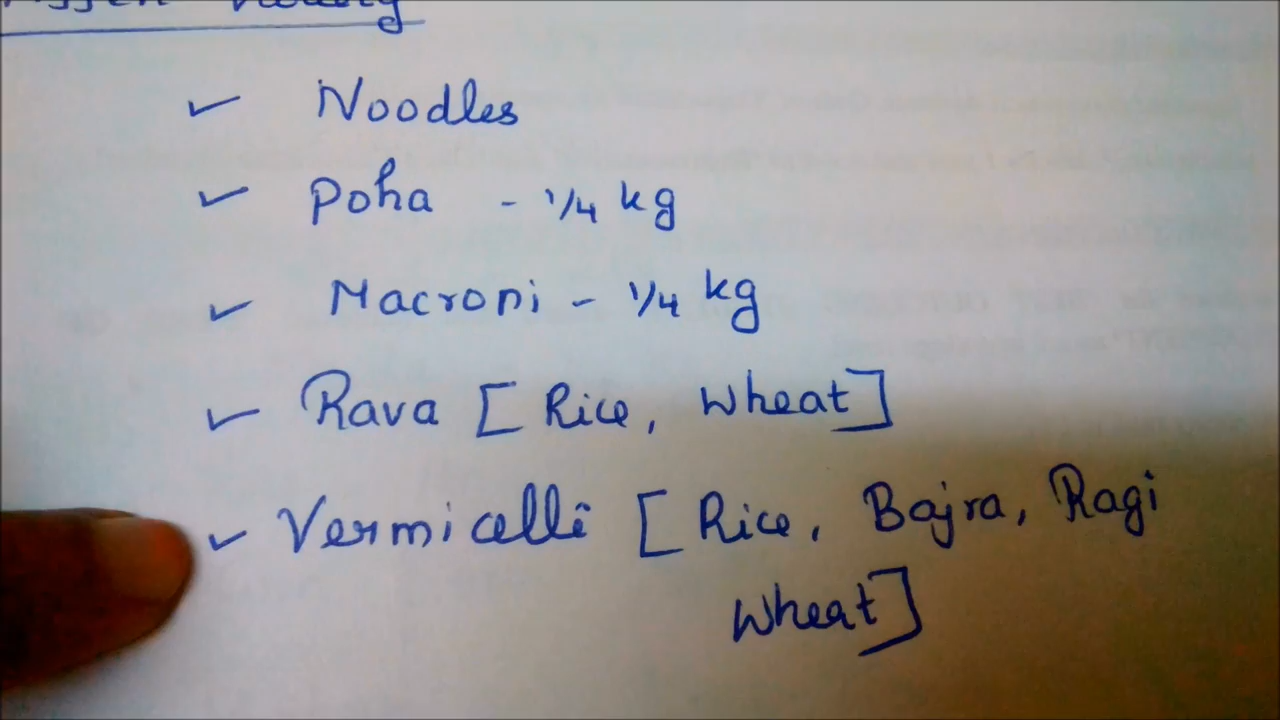 ✓ Noodles
✓ Poha - 1/4 kg
✓ Macroni - 1/4 kg
✓ Rava [Rice, Wheat]
✓ Vermicelli [Rice, Bajra, Ragi
Wheat]